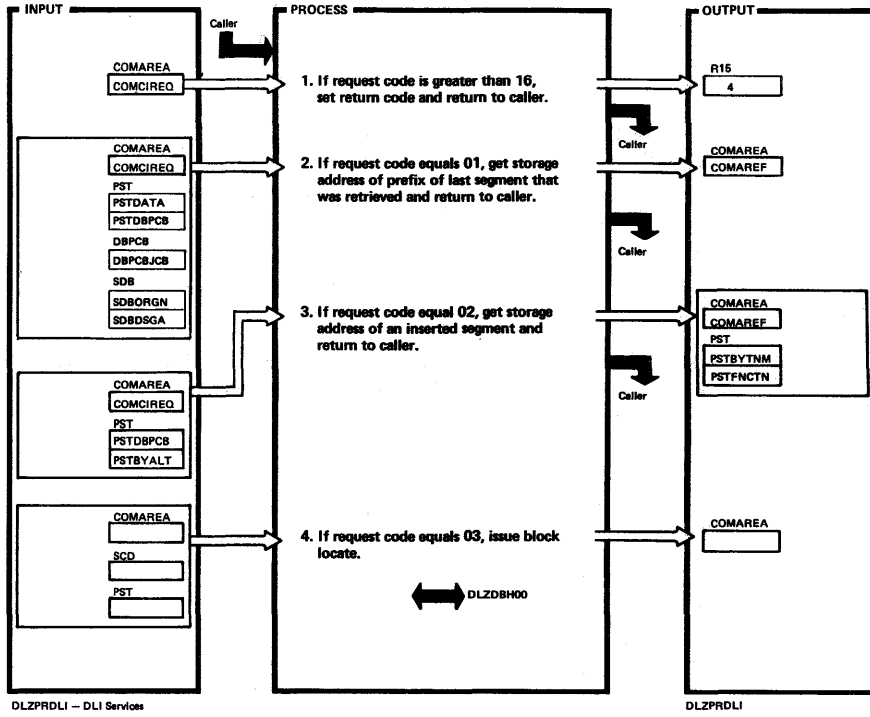 INPUT
PROCESS
OUTPUT
Caller
COMAREA
COMCIREQ
1. If request code is greater than 16,
set return code and return to caller.
R15
4
Caller
COMAREA
COMCIREQ
PST
PSTDATA
PSTDBPCB
DBPCB
DBPCBJCB
SDB
SDBORGN
SDBDSGA
2. If request code equals 01, get storage
address of prefix of last segment that
was retrieved and return to caller.
COMAREA
COMAREF
Caller
3. If request code equal 02, get storage
address of an inserted segment and
return to caller.
COMAREA
COMAREF
PST
PSTBYTNM
PSTFNCTN
Caller
COMAREA
COMCIREQ
PST
PSTDBPCB
PSTBYALT
COMAREA
SCD
PST
4. If request code equals 03, issue block
locate.
DLZDBH00
COMAREA
DLZPRDLI – DLI Services
DLZPRDLI